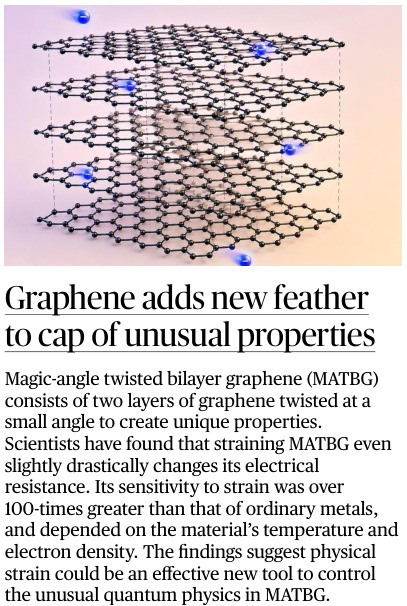 Graphene adds new feather
to cap of unusual properties
Magic-angle twisted bilayer graphene (MATBG)
consists of two layers of graphene twisted at a
small angle to create unique properties.
Scientists have found that straining MATBG even
slightly drastically changes its electrical
resistance. Its sensitivity to strain was over
100-times greater than that of ordinary metals,
and depended on the material’s temperature and
electron density. The findings suggest physical
strain could be an effective new tool to control
the unusual quantum physics in MATBG.